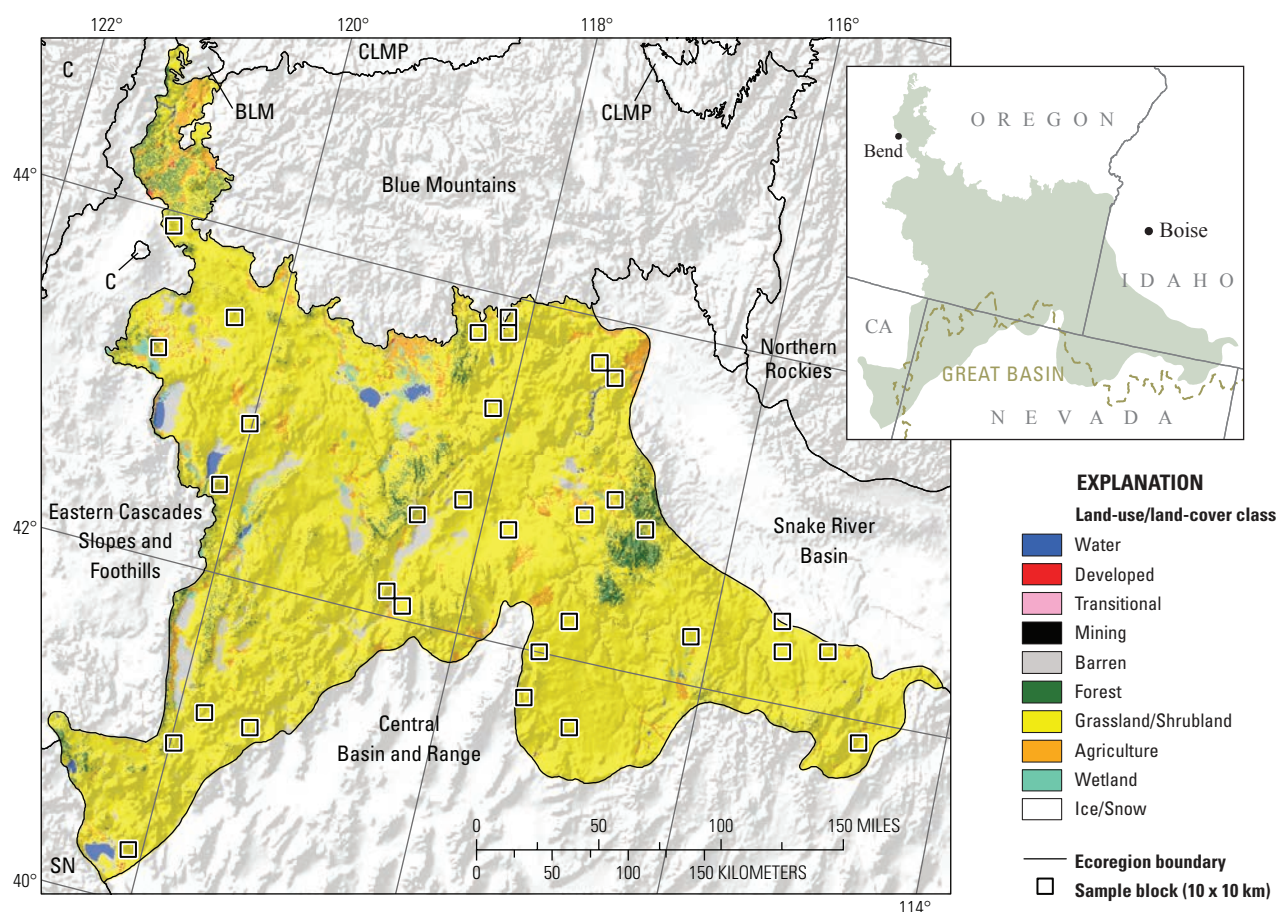 122°
120°
118°
116°
CLMP
C
BLM
CLMP
44°
Blue Mountains
C
Northern
Rockies
Eastern Cascades
Slopes and
Foothills
42°
Snake River
Basin
Central
Basin and Range
0 50 100 150 MILES
0 50 100 150 KILOMETERS
SN
40°
114°
OREGON
Bend
Boise
IDAHO
CA
GREAT BASIN
NEVADA
EXPLANATION
Land-use/land-cover class
Water
Developed
Transitional
Mining
Barren
Forest
Grassland/Shrubland
Agriculture
Wetland
Ice/Snow
Ecoregion boundary
Sample block (10 x 10 km)